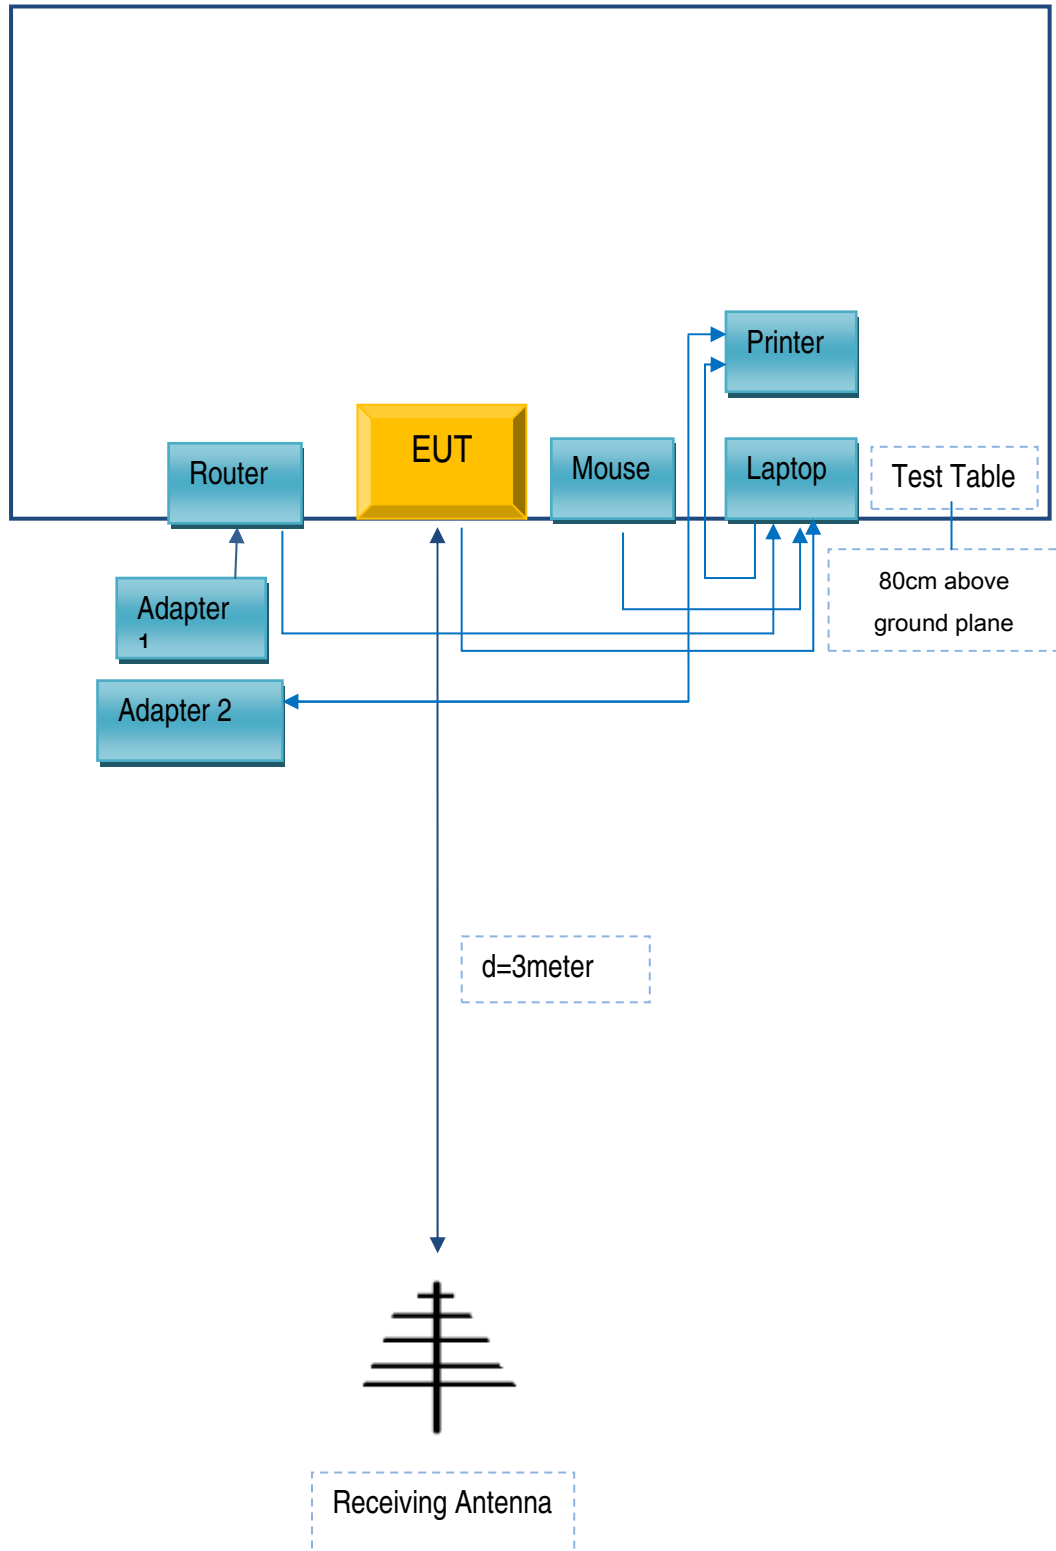 Printer
EUT
Router
Mouse
Laptop
Test Table
80cm above
ground plane
Adapter
1
Adapter 2
d=3meter
Receiving Antenna